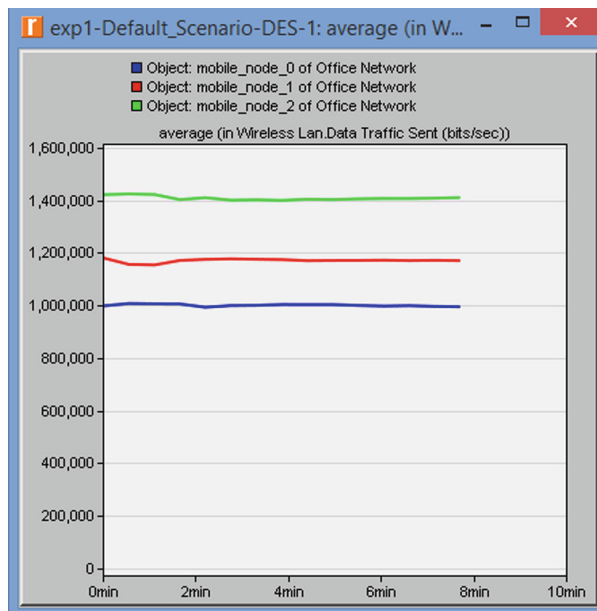 r exp1-Default_Scenario-DES-1: average (in W...
Object: mobile_node_0 of Office Network
Object: mobile_node_1 of Office Network
Object: mobile_node_2 of Office Network
average (in Wireless Lan.Data Traffic Sent (bits/sec))
1,600,000
1,400,000
1,200,000
1,000,000
800,000
600,000
400,000
200,000
0
0min 2min 4min 6min 8min 10min